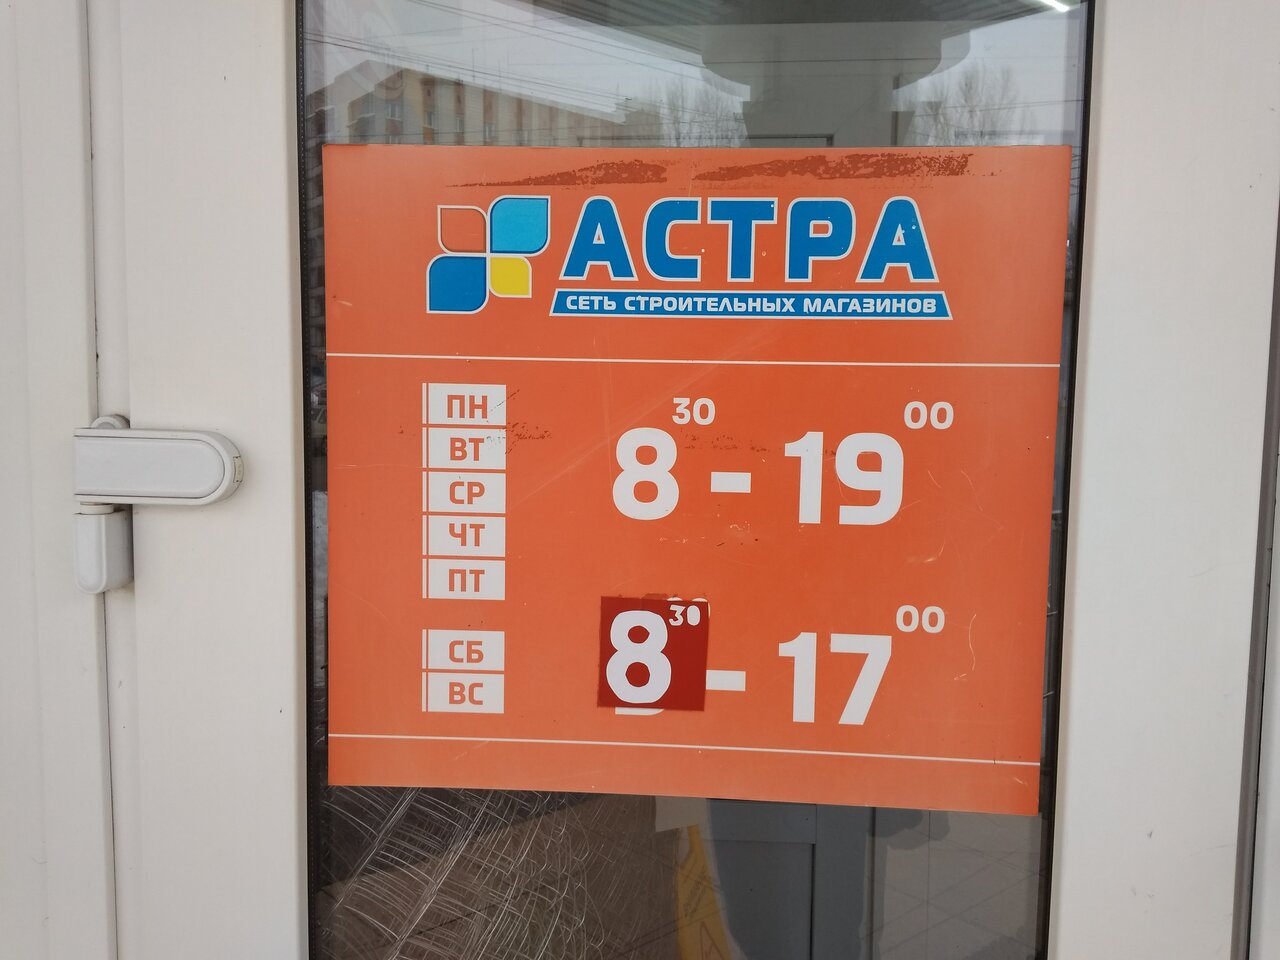 АСТРА
СЕТЬ СТРОИТЕЛЬНЫХ МАГАЗИНОВ
ПН
ВТ
СР
ЧТ
ПТ
8 30 - 19 00
СБ
ВС
8 30 - 17 00